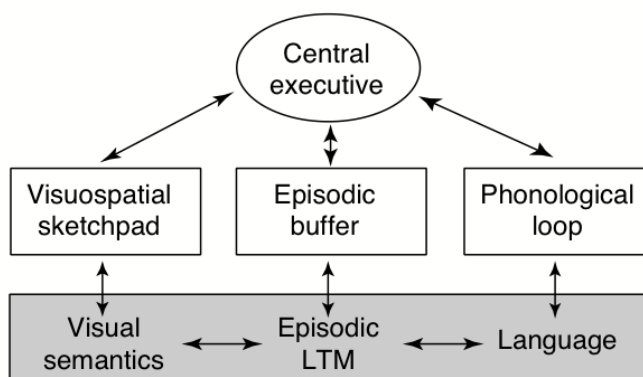 Central
executive
Visuospatial
sketchpad
Episodic
buffer
Phonological
loop
Visual
semantics
Episodic
LTM
Language